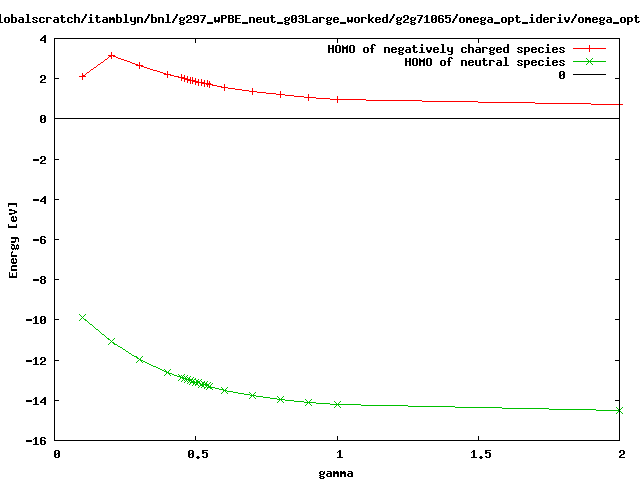 lobalscratch/itamblyn/bnl/g297_wPBE_neut_g03Large_worked/g2g71065/omega_opt_ideriv/omega_opt
HOMO of negatively charged species
HOMO of neutral species
0
4
2
0
-2
-4
-6
-8
-10
-12
-14
-16
Energy [eV]
0 0.5 1 1.5 2
gamma